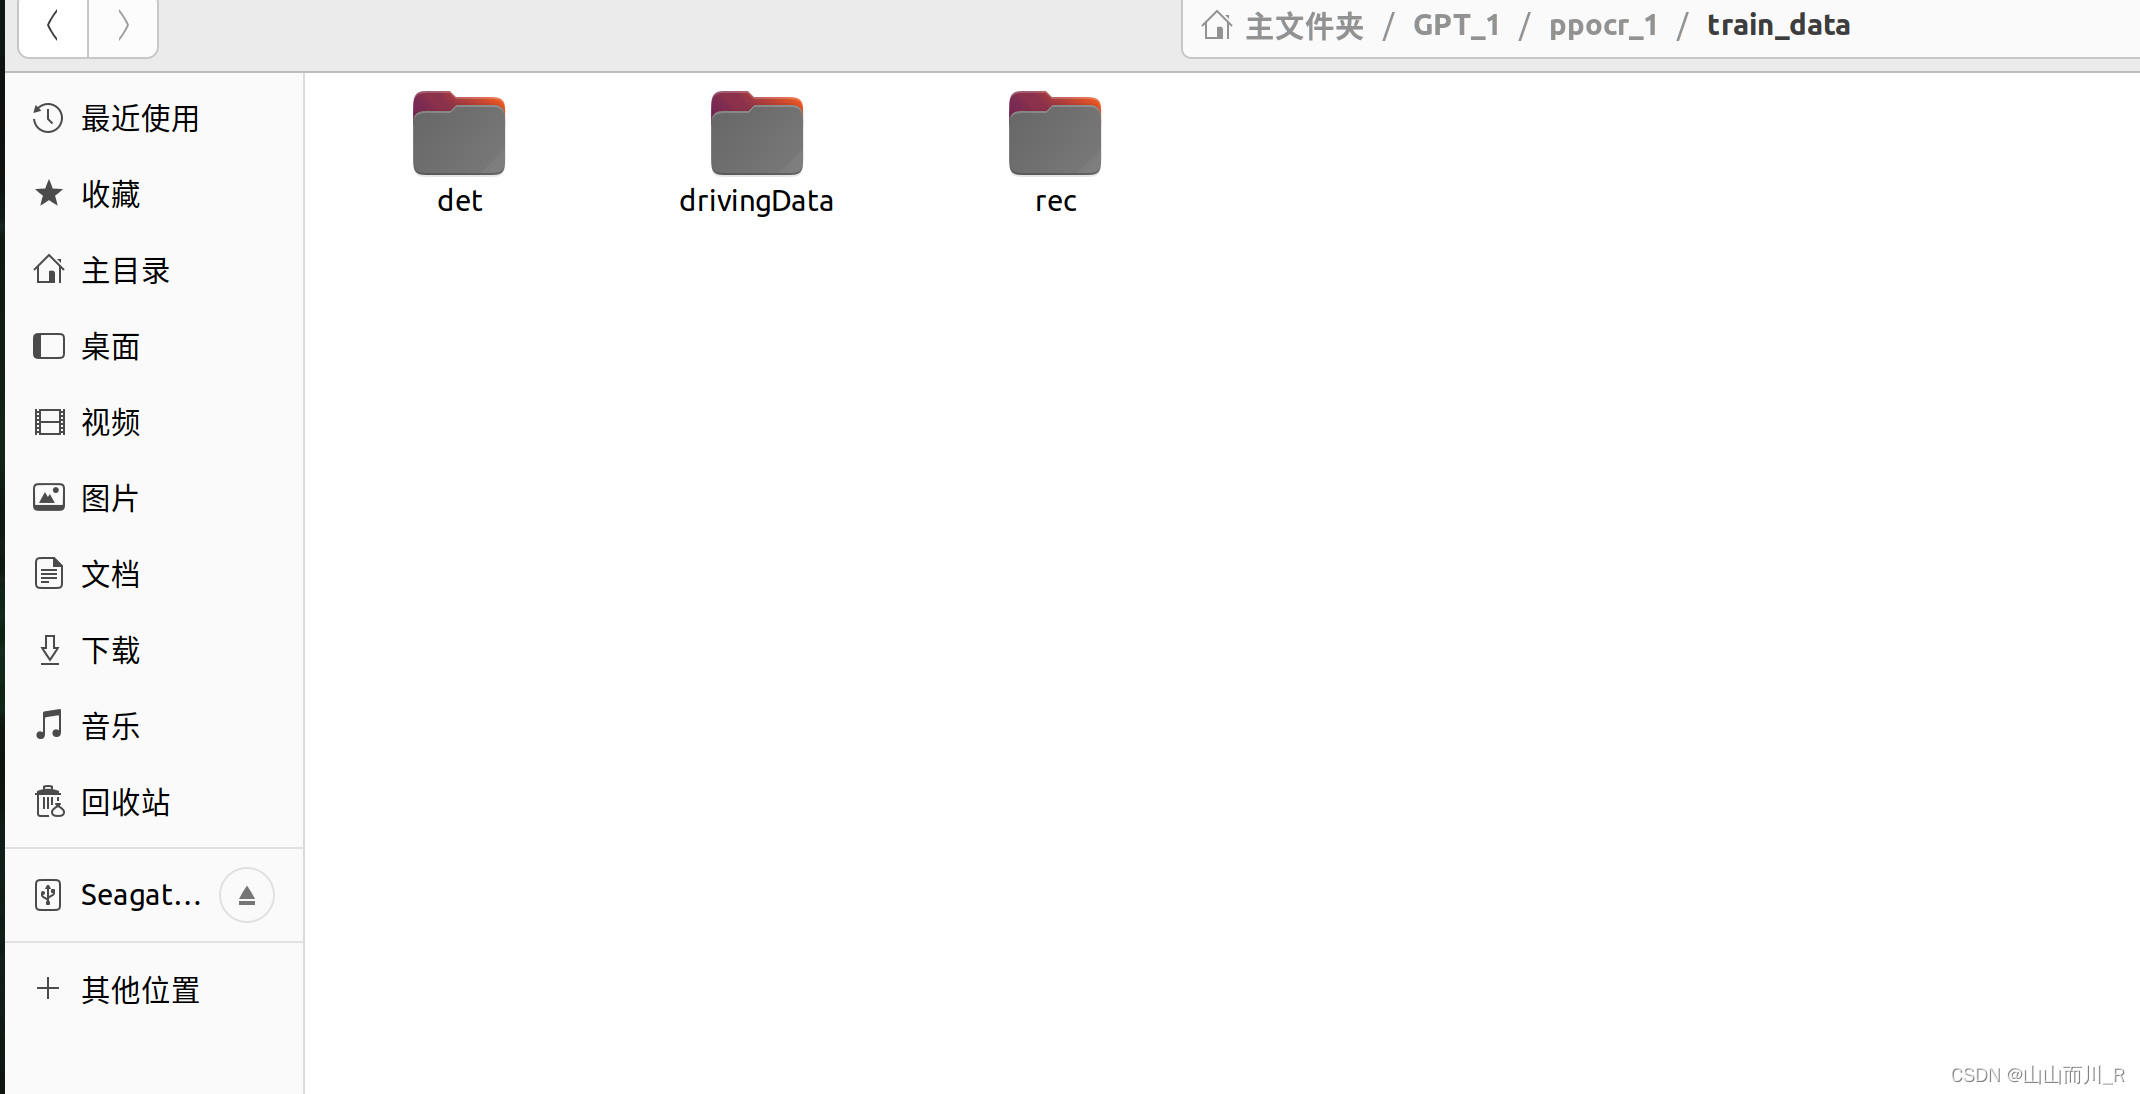 主文件夹 / GPT_1 / ppocr_1 / train_data
最近使用
收藏
主目录
桌面
视频
图片
文档
下载
音乐
回收站
Seagat...
其他位置
det
drivingData
rec
CSDN @山山而川_R